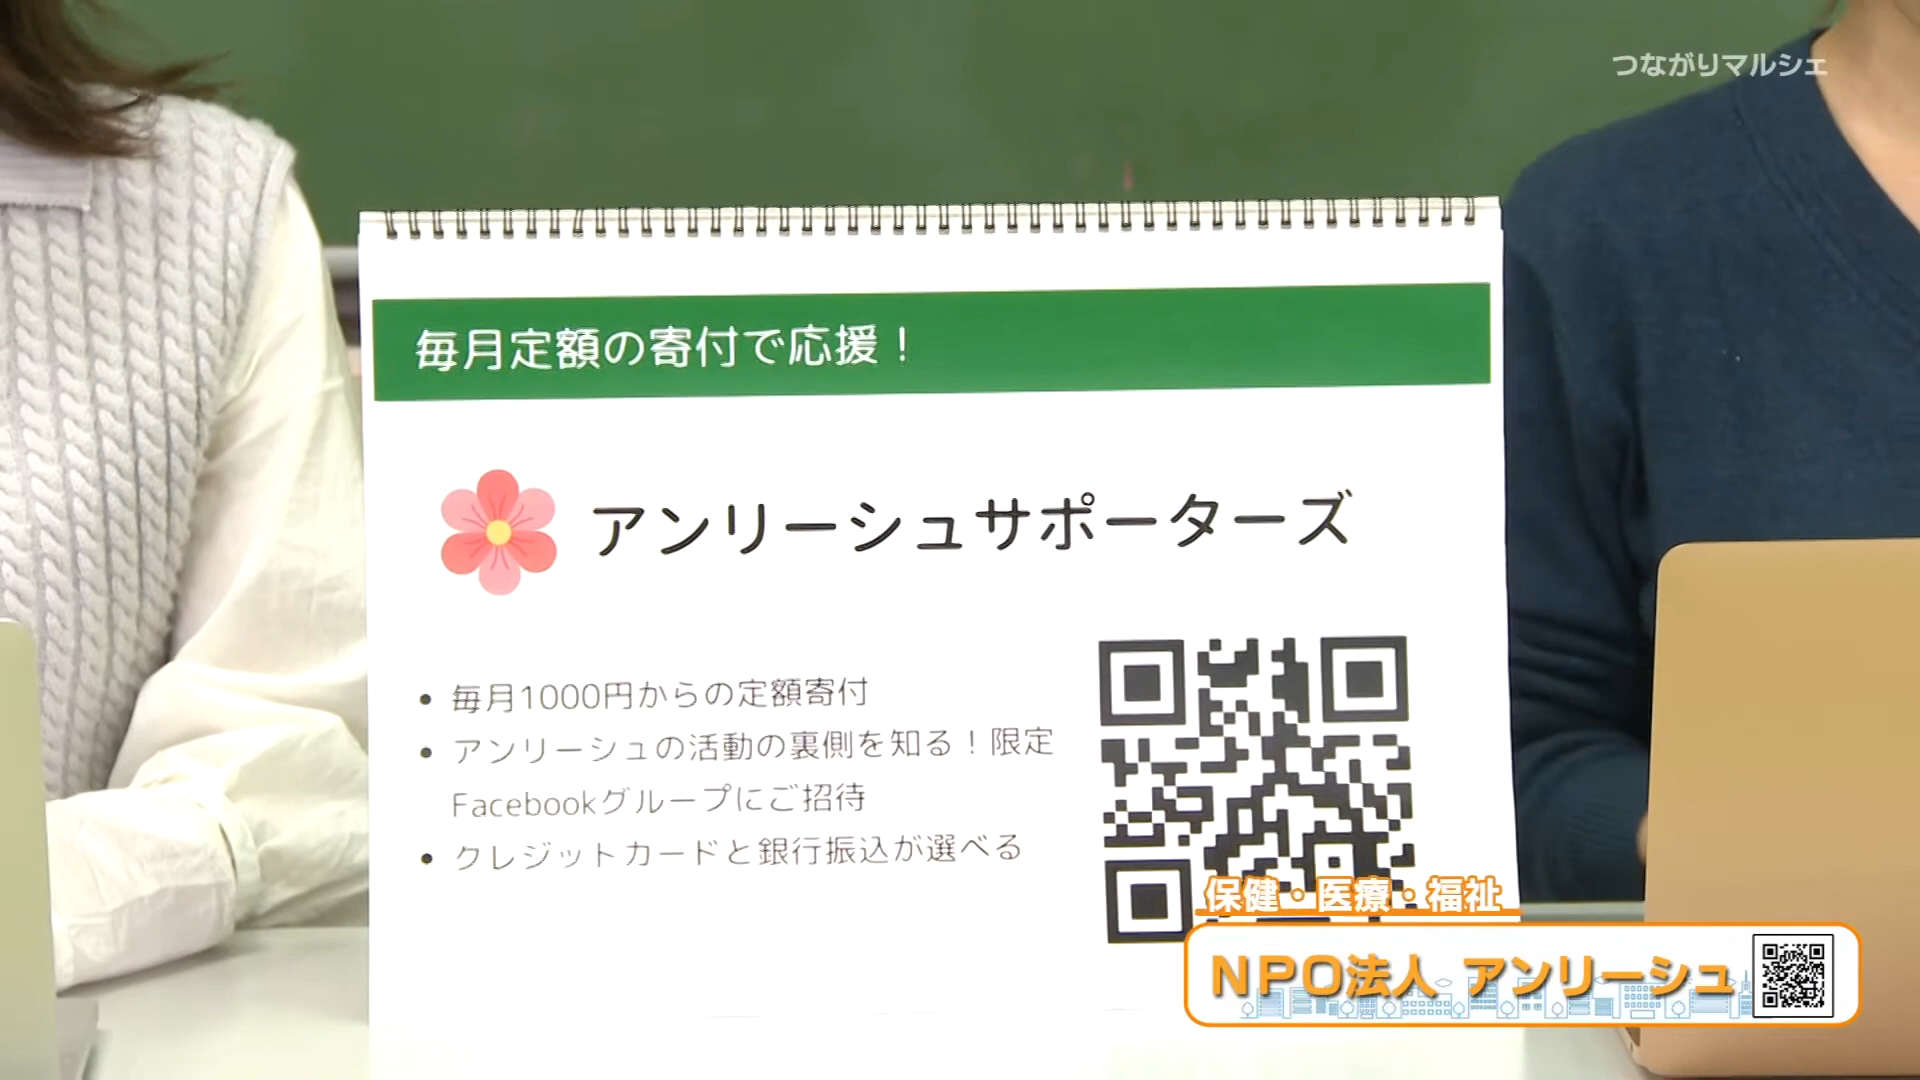 つながりマルシェ
毎月定額の寄付で応援！
アンリーシュサポーターズ
• 毎月1000円からの定額寄付
• アンリーシュの活動の裏側を知る！限定
Facebookグループにご招待
• クレジットカードと銀行振込が選べる
保健・医療・福祉
NPO法人 アンリーシュ